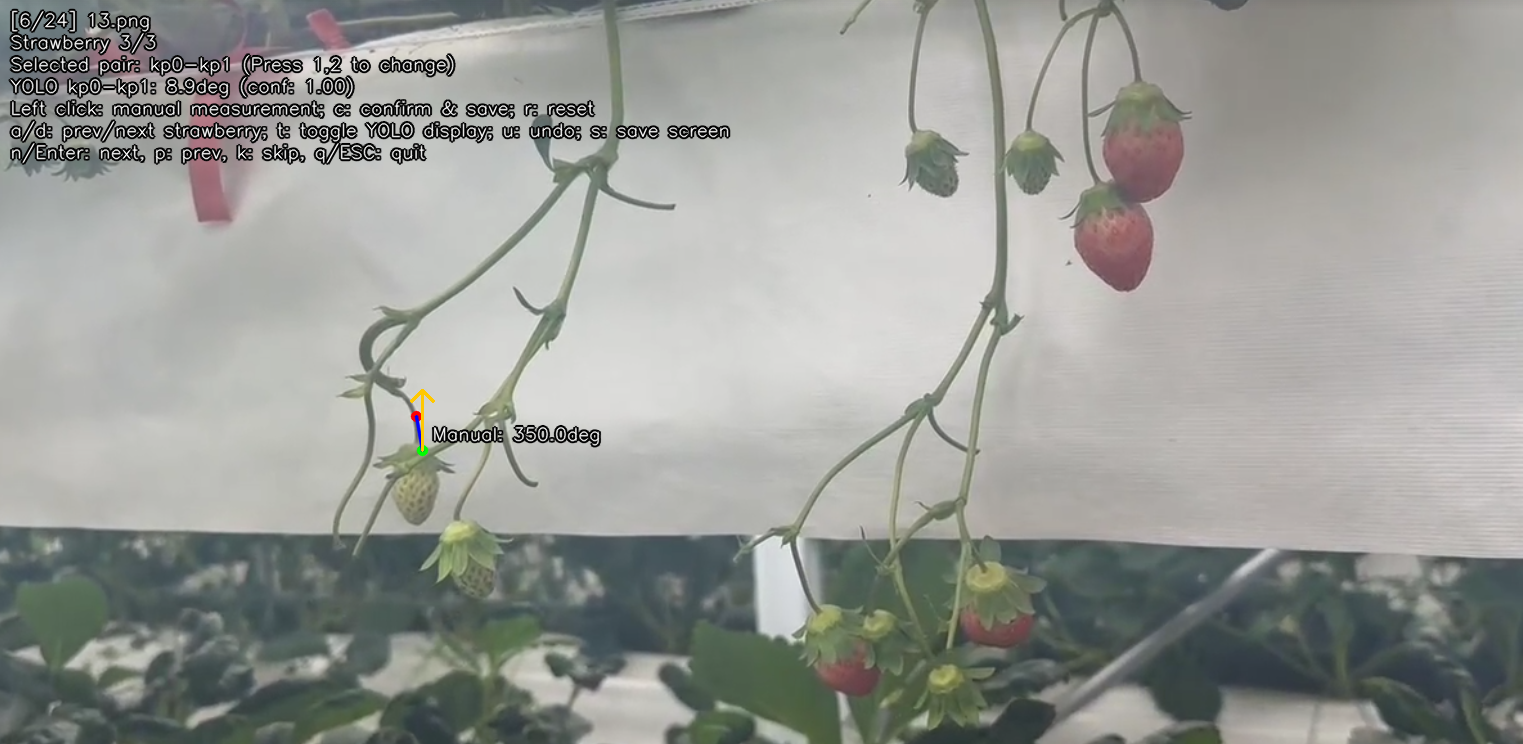 [6/24] 13.png
Strawberry 3/3
Selected pair: kp0-kp1 (Press 1,2 to change)
YOLO kp0-kp1: 8.9deg (conf: 1.00)
Left click: manual measurement; c: confirm & save; r: reset
a/d: prev/next strawberry; t: toggle YOLO display; u: undo; s: save screen
n/Enter: next, p: prev, k: skip, q/ESC: quit
Manual: 350.0deg